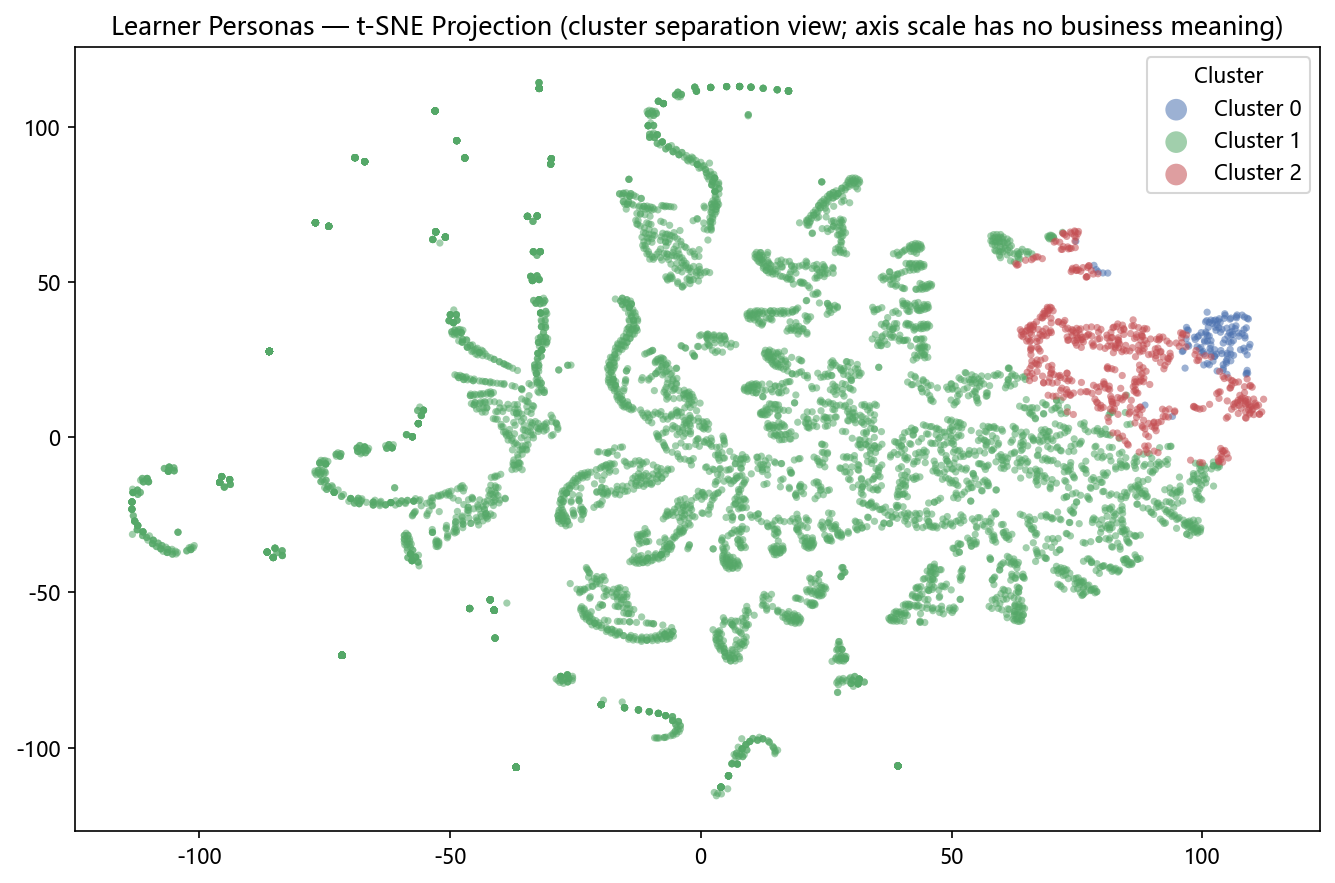 Learner Personas — t-SNE Projection (cluster separation view; axis scale has no business meaning)
Cluster
Cluster 0
Cluster 1
Cluster 2
100
50
0
-50
-100
-100 -50 0 50 100